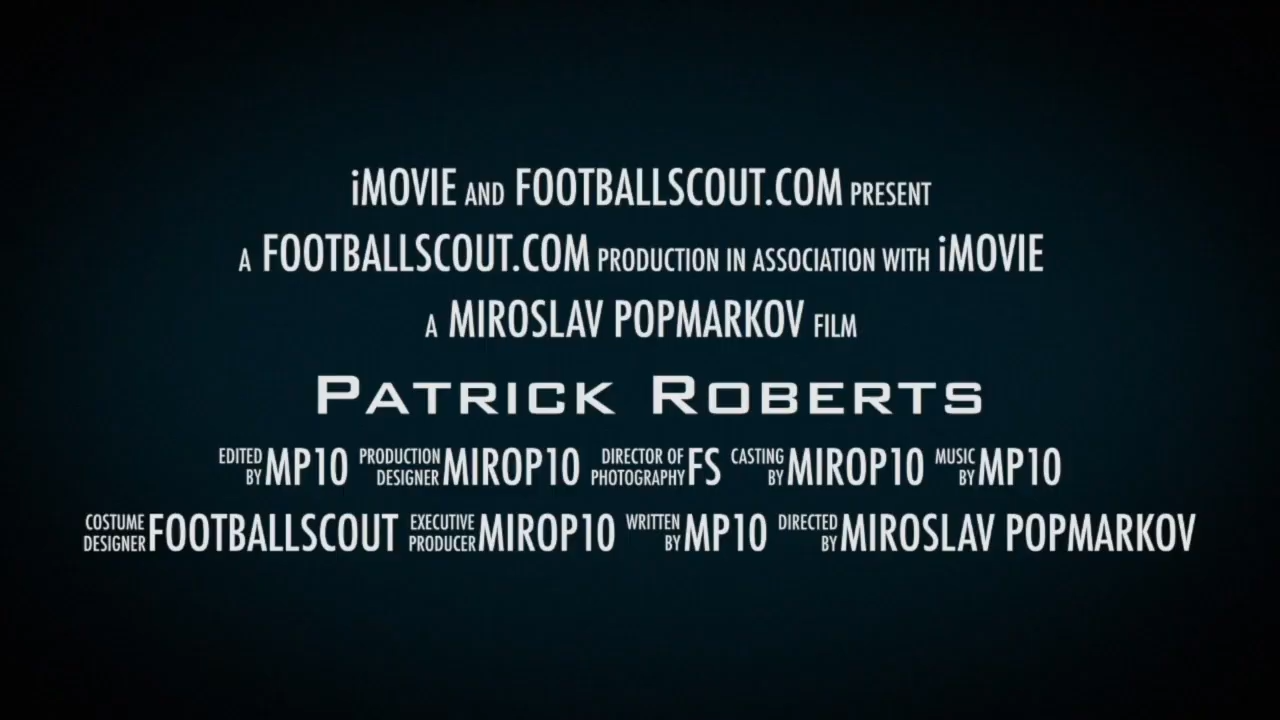 iMOVIE AND FOOTBALLSCOUT.COM PRESENT
A FOOTBALLSCOUT.COM PRODUCTION IN ASSOCIATION WITH iMOVIE
A MIROSLAV POPMARKOV FILM
PATRICK ROBERTS
EDITED BY MP10 PRODUCTION DESIGNER MIROP10 DIRECTOR OF PHOTOGRAPHY FS CASTING BY MIROP10 MUSIC BY MP10
COSTUME DESIGNER FOOTBALLSCOUT EXECUTIVE PRODUCER MIROP10 WRITTEN BY MP10 DIRECTED BY MIROSLAV POPMARKOV